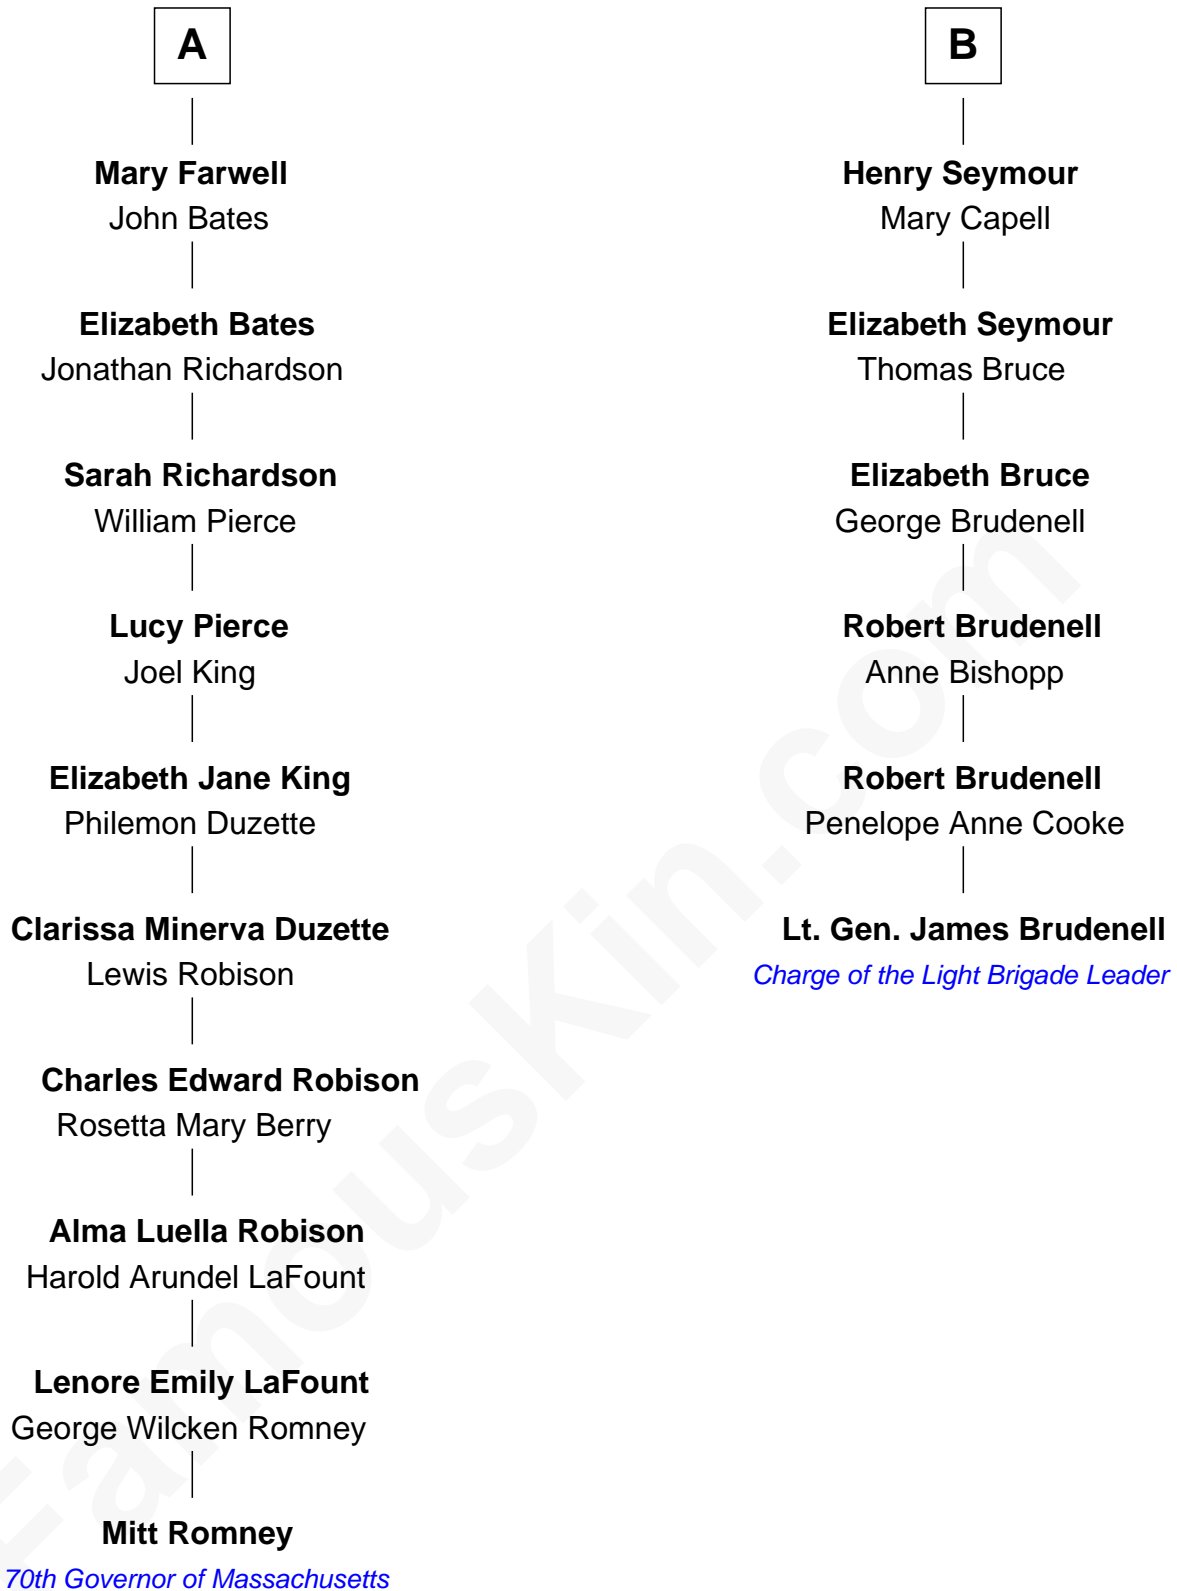 A
Mary Farwell
John Bates
Elizabeth Bates
Jonathan Richardson
Sarah Richardson
William Pierce
Lucy Pierce
Joel King
Elizabeth Jane King
Philemon Duzette
Clarissa Minerva Duzette
Lewis Robison
Charles Edward Robison
Rosetta Mary Berry
Alma Luella Robison
Harold Arundel LaFount
Lenore Emily LaFount
George Wilcken Romney
Mitt Romney
70th Governor of Massachusetts
B
Henry Seymour
Mary Capell
Elizabeth Seymour
Thomas Bruce
Elizabeth Bruce
George Brudenell
Robert Brudenell
Anne Bishopp
Robert Brudenell
Penelope Anne Cooke
Lt. Gen. James Brudenell
Charge of the Light Brigade Leader
FamousKin.com